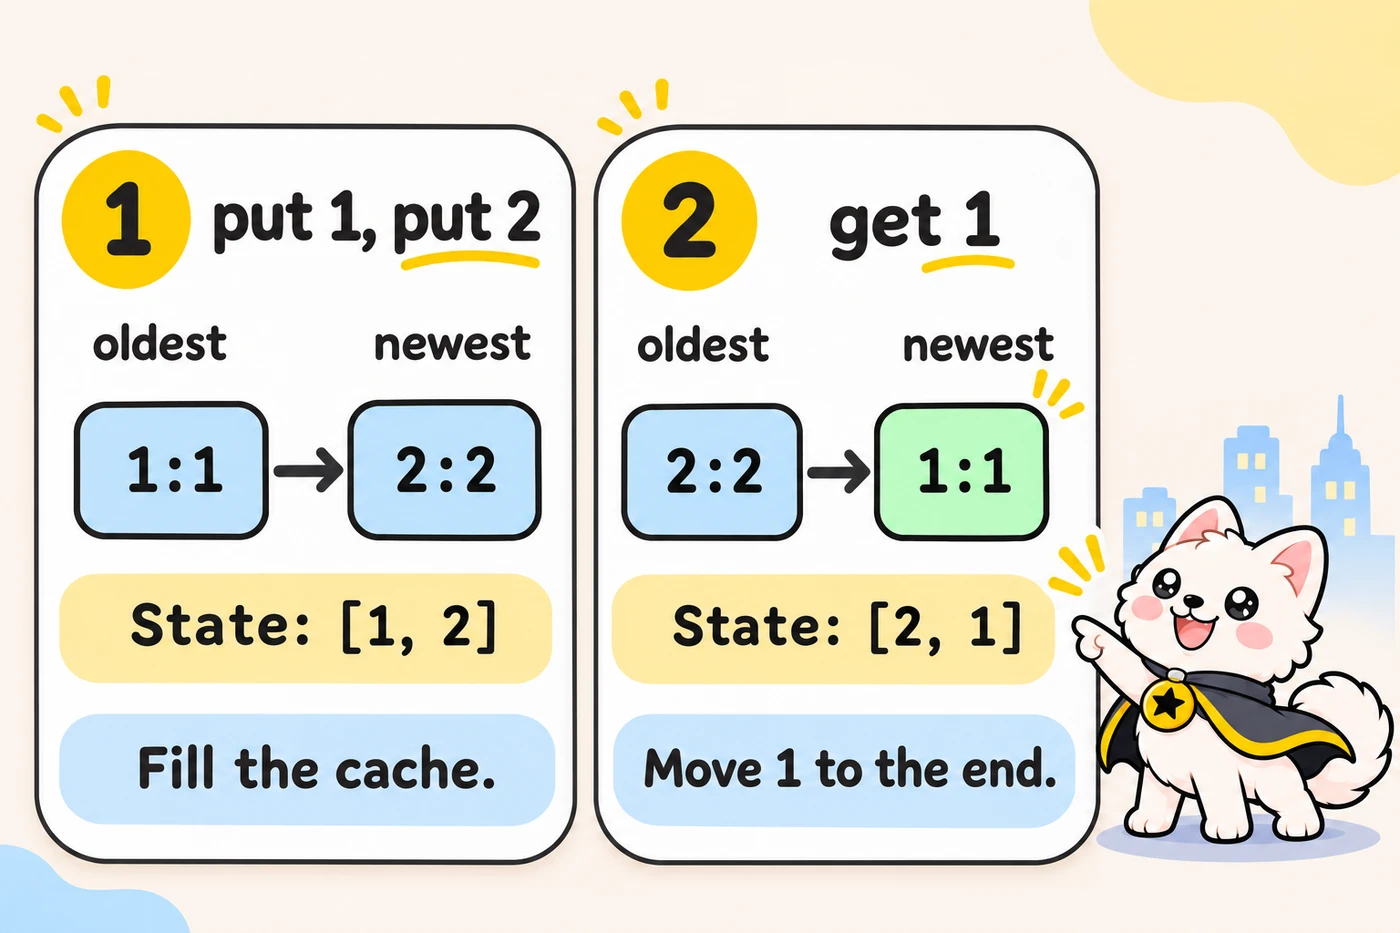 1
put 1, put 2
oldest newest
1:1 2:2
State: [1, 2]
Fill the cache.
2
get 1
oldest newest
2:2 1:1
State: [2, 1]
Move 1 to the end.